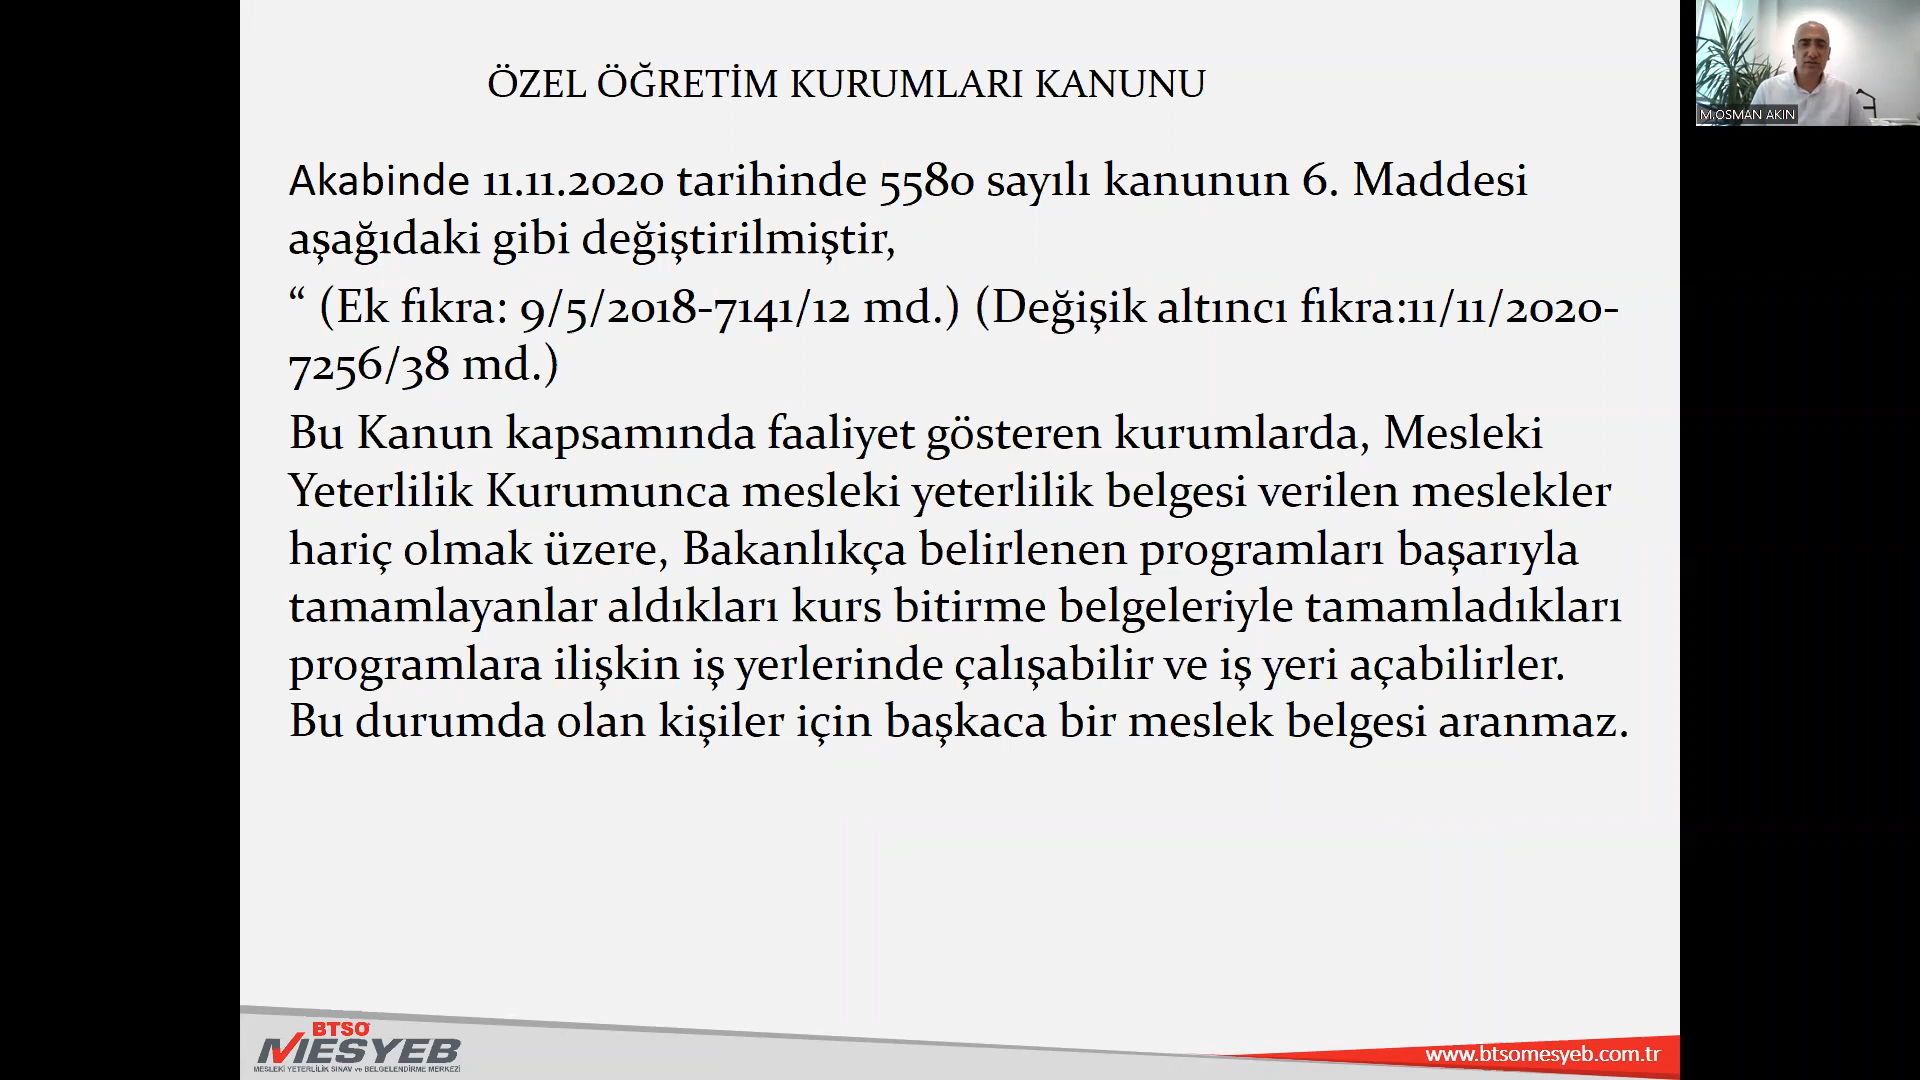 ÖZEL ÖĞRETİM KURUMLARI KANUNU
Akabinde 11.11.2020 tarihinde 5580 sayılı kanunun 6. Maddesi
aşağıdaki gibi değiştirilmiştir,
“ (Ek fıkra: 9/5/2018-7141/12 md.) (Değişik altıncı fıkra:11/11/2020-
7256/38 md.)
Bu Kanun kapsamında faaliyet gösteren kurumlarda, Mesleki
Yeterlilik Kurumunca mesleki yeterlilik belgesi verilen meslekler
hariç olmak üzere, Bakanlıkça belirlenen programları başarıyla
tamamlayanlar aldıkları kurs bitirme belgeleriyle tamamladıkları
programlara ilişkin iş yerlerinde çalışabilir ve iş yeri açabilirler.
Bu durumda olan kişiler için başkaca bir meslek belgesi aranmaz.
M.OSMAN AKIN
BTSO
MESYEB
MESLEKİ YETERLİLİK SINAV ve BELGELENDİRME MERKEZİ
www.btsomesyeb.com.tr